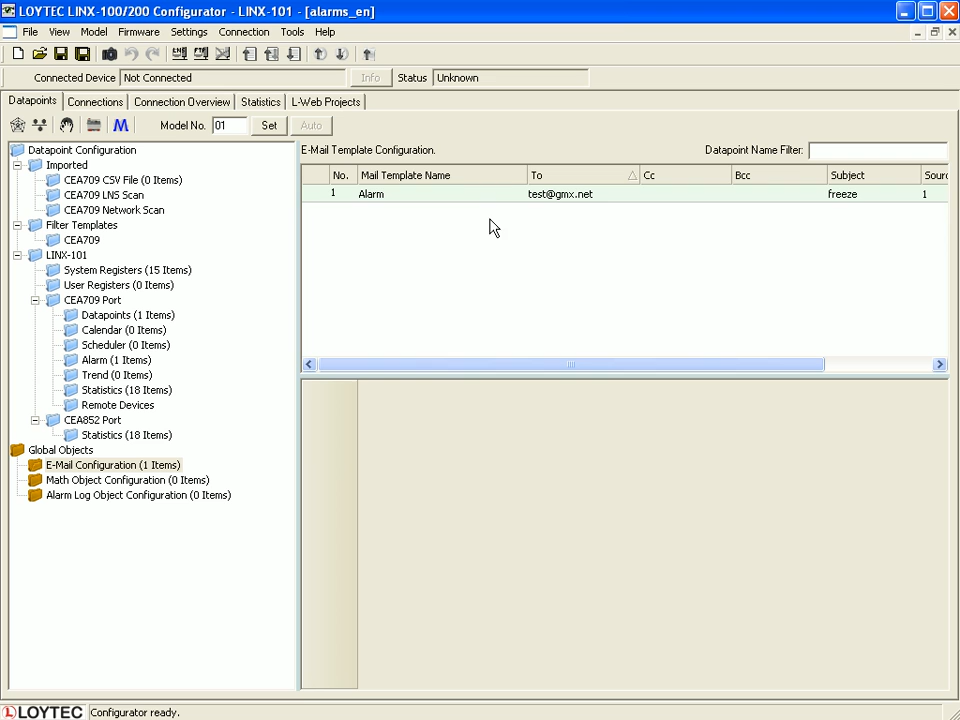 LOYTEC LINX-100/200 Configurator - LINX-101 - [alarms_en]
File View Model Firmware Settings Connection Tools Help
Connected Device Not Connected Info Status Unknown
Datapoints Connections Connection Overview Statistics L-Web Projects
M Model No. 01 Set Auto
Datapoint Configuration
Imported
CEA709 CSV File (0 Items)
CEA709 LNS Scan
CEA709 Network Scan
Filter Templates
CEA709
LINX-101
System Registers (15 Items)
User Registers (0 Items)
CEA709 Port
Datapoints (1 Items)
Calendar (0 Items)
Scheduler (0 Items)
Alarm (1 Items)
Trend (0 Items)
Statistics (18 Items)
Remote Devices
CEA852 Port
Statistics (18 Items)
Global Objects
E-Mail Configuration (1 Items)
Math Object Configuration (0 Items)
Alarm Log Object Configuration (0 Items)
E-Mail Template Configuration. Datapoint Name Filter:
No. Mail Template Name To Cc Bcc Subject Sourc
1 Alarm test@gmx.net freeze 1
LOYTEC Configurator ready.